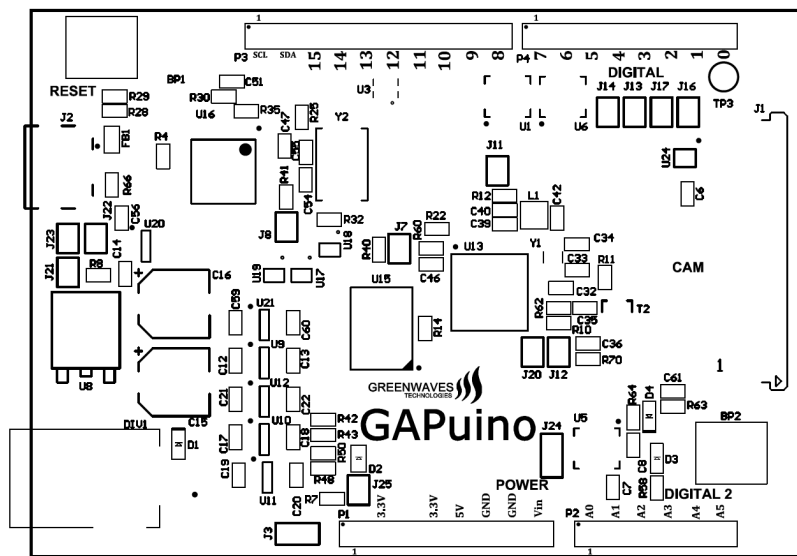 1
1
P3
SCL
SDA
15
14
13
12
11
10
9
8
P4
7
6
5
4
3
2
1
0
DIGITAL
TP3
RESET
BP1
C51
R29
R30
U3
R28
R35
U16
C47
R25
Y2
U1
U6
J14
J13
J17
J16
J1
J2
FB1
R4
C55
U24
J11
R66
R41
C54
R12
L1
C42
C6
C40
C39
J22
C56
U20
J23
J8
R32
R22
J7
R60
R40
U18
U13
Y1
C34
C33
R11
CAM
J21
R8
C14
C16
U19
U17
U15
C46
C32
R62
C35
T2
R10
C59
U21
C60
R14
U8
C12
U9
C13
J20
J12
C36
R70
1
GREENWAVES
TECHNOLOGIES
GAPuino
C21
U12
C22
C61
R64
D4
R63
DIV1
C15
D1
C17
U10
C18
R42
R43
R50
R48
D2
J24
U5
BP2
C8
D3
C19
U11
C20
R7
J25
POWER
C7
R58
DIGITAL 2
J3
P1
3.3V
3.3V
5V
GND
GND
Vin
P2
A0
A1
A2
A3
A4
A5
1
1